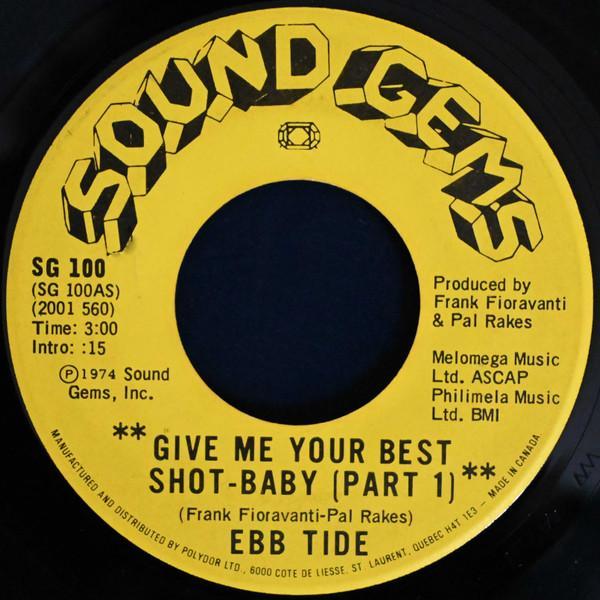 SOUND GEMS
SG 100
(SG 100AS)
(2001 560)
Time: 3:00
Intro: :15
Ⓟ1974 Sound
Gems, Inc.
Produced by
Frank Fioravanti
& Pal Rakes
Melomega Music
Ltd. ASCAP
Philimela Music
Ltd. BMI
**GIVE ME YOUR BEST
SHOT-BABY (PART 1)**
(Frank Fioravanti-Pal Rakes)
EBB TIDE
MANUFACTURED AND DISTRIBUTED BY POLYDOR LTD., 6000 COTE DE LIESSE, ST. LAURENT, QUEBEC H4T 1E3 — MADE IN CANADA